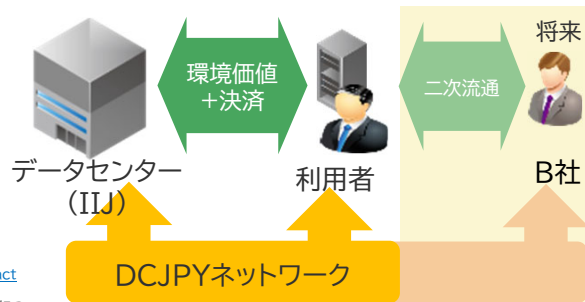 将来
環境価値
+決済
二次流通
データセンター
(IIJ)
利用者
B社
DCJPYネットワーク
act